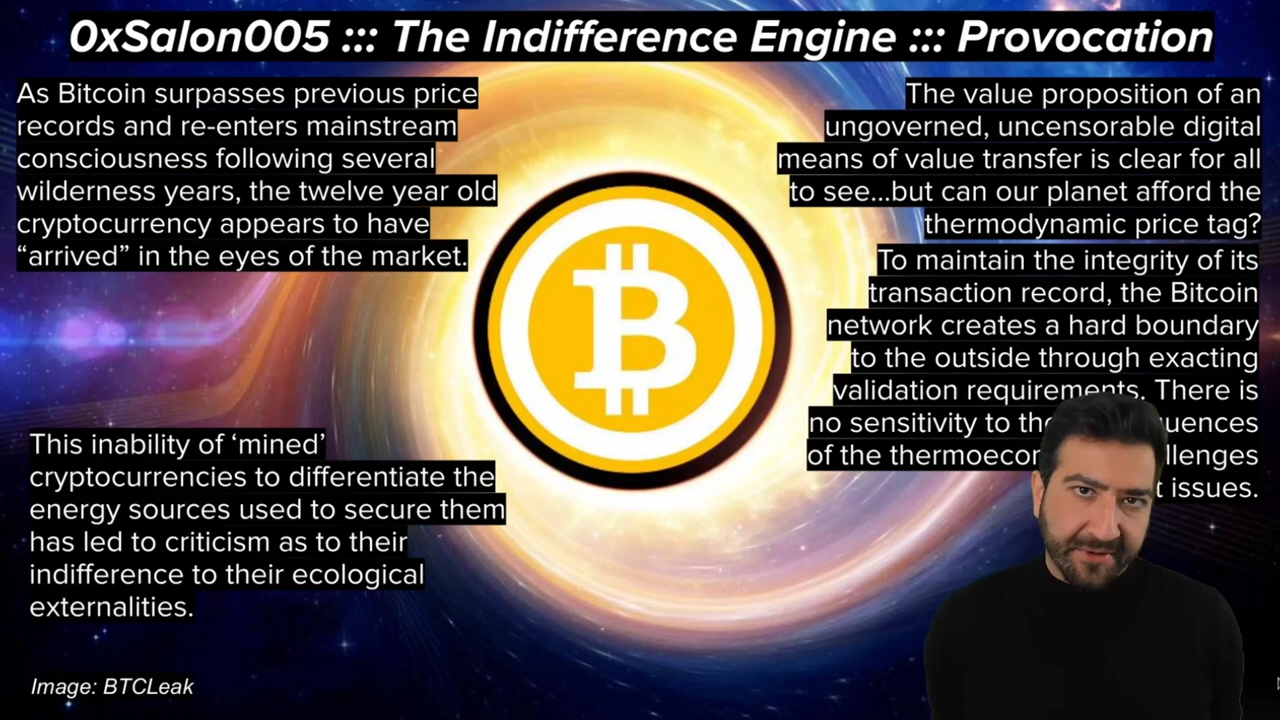 0xSalon005 ::: The Indifference Engine ::: Provocation
As Bitcoin surpasses previous price
records and re-enters mainstream
consciousness following several
wilderness years, the twelve year old
cryptocurrency appears to have
“arrived” in the eyes of the market.
This inability of ‘mined’
cryptocurrencies to differentiate the
energy sources used to secure them
has led to criticism as to their
indifference to their ecological
externalities.
The value proposition of an
ungoverned, uncensorable digital
means of value transfer is clear for all
to see...but can our planet afford the
thermodynamic price tag?
To maintain the integrity of its
transaction record, the Bitcoin
network creates a hard boundary
to the outside through exacting
validation requirements. There is
no sensitivity to
of the
issues.
Image: BTCLeak